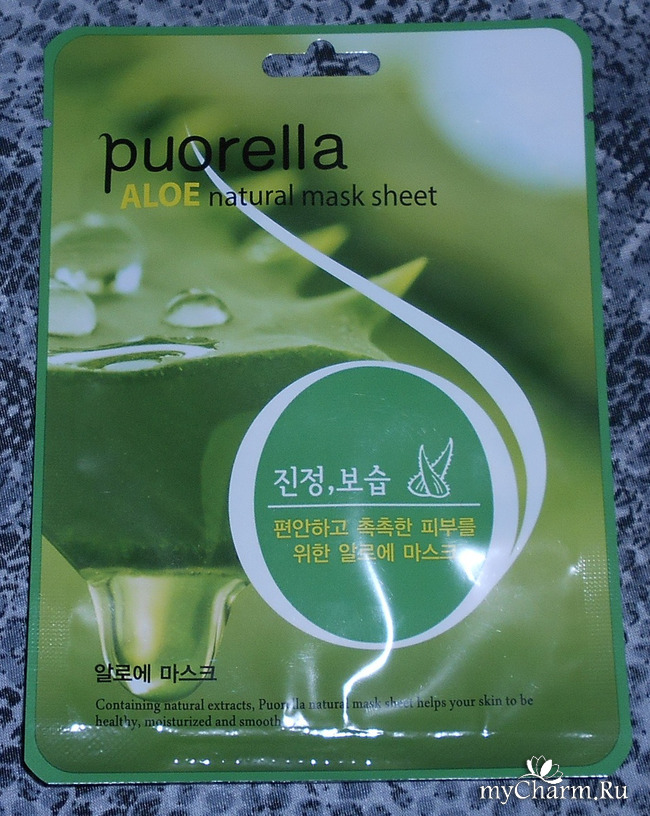 puorella
ALOE natural mask sheet
진정,보습
편안하고 촉촉한 피부를
위한 알로에 마스크
알로에 마스크
Containing natural extracts, Puorella natural mask sheet helps your skin to be
healthy, moisturized and smooth.
myCharm.Ru